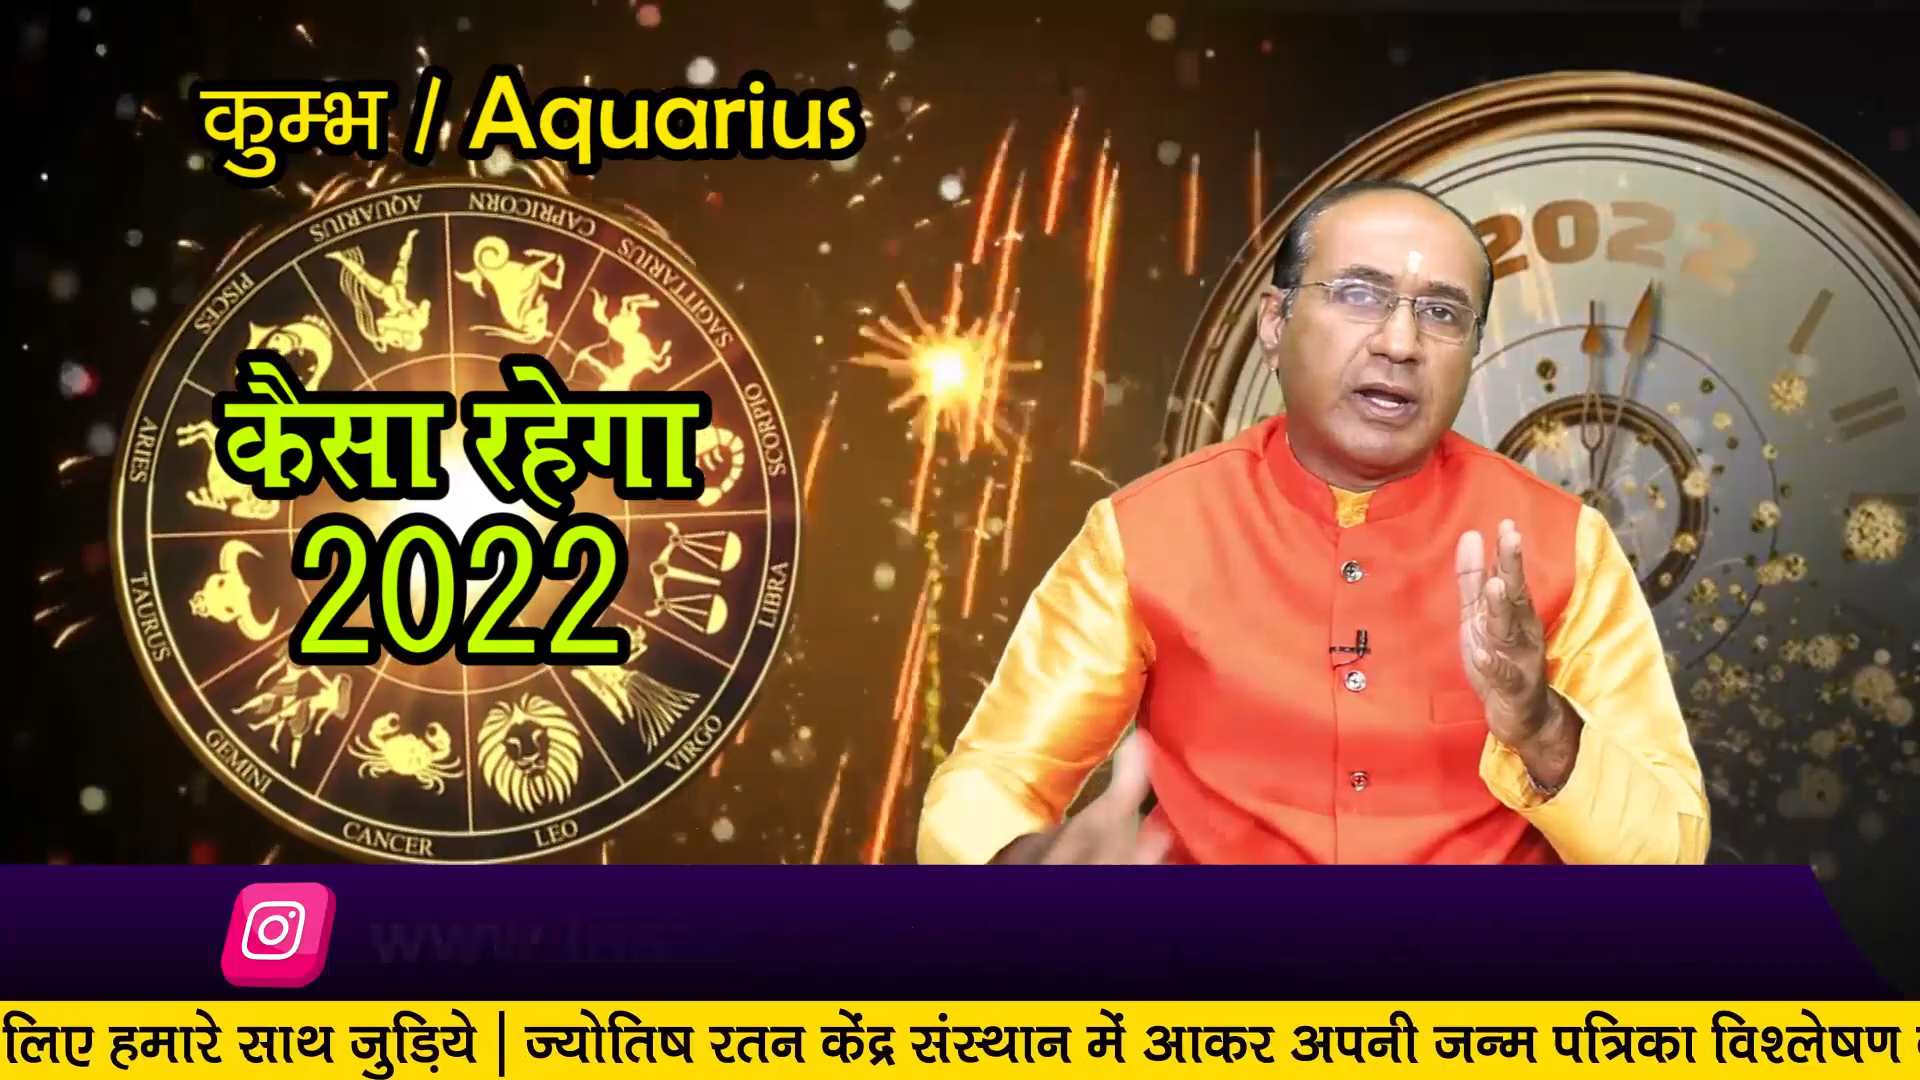 कुम्भ / Aquarius
2022
AQUARIUS
CAPRICORN
SAGITTARIUS
PISCES
SCORPIO
ARIES
कैसा रहेगा
2022
LIBRA
TAURUS
VIRGO
GEMINI
CANCER
LEO
लिए हमारे साथ जुड़िये | ज्योतिष रतन केंद्र संस्थान में आकर अपनी जन्म पत्रिका विश्लेषण